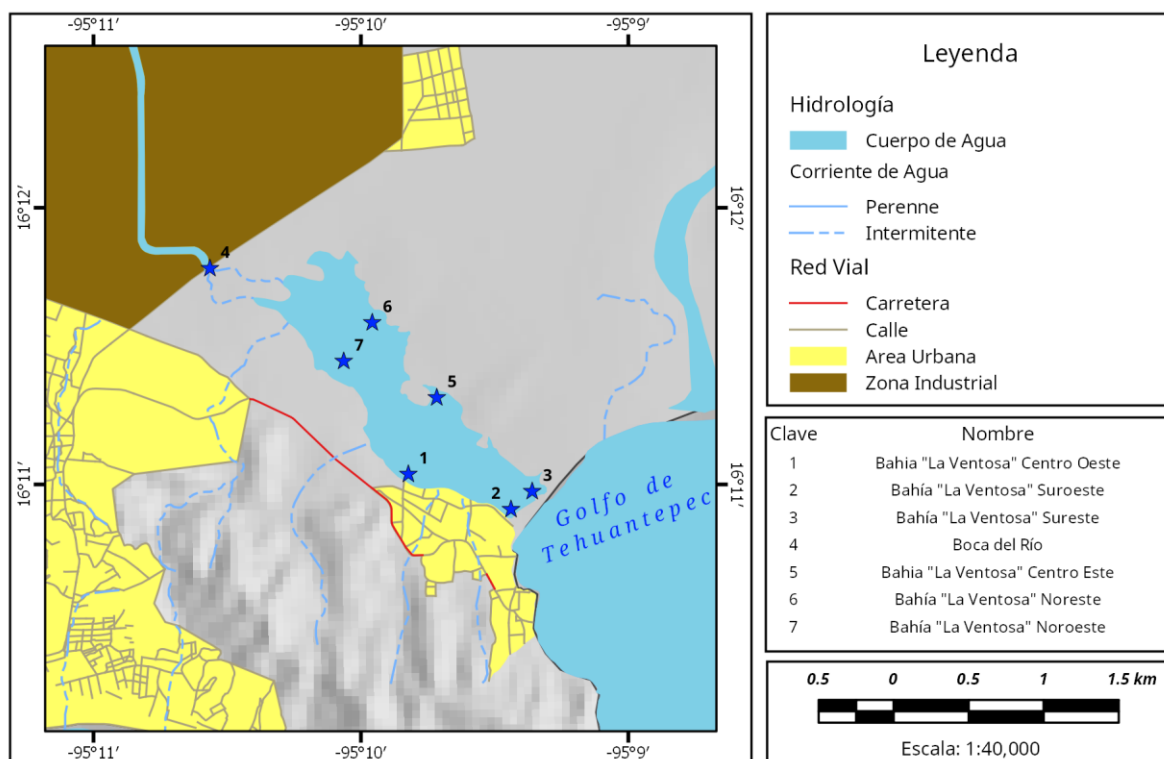 -95°11'
-95°10'
-95°9'
16°12'
16°12'
16°11'
16°11'
4
6
7
5
1
3
2
Golfo de
Tehuantepec
-95°11'
-95°10'
-95°9'
Leyenda
Hidrología
Cuerpo de Agua
Corriente de Agua
Perenne
Intermitente
Red Vial
Carretera
Calle
Area Urbana
Zona Industrial
Clave Nombre
1 Bahia "La Ventosa" Centro Oeste
2 Bahía "La Ventosa" Suroeste
3 Bahía "La Ventosa" Sureste
4 Boca del Río
5 Bahia "La Ventosa" Centro Este
6 Bahía "La Ventosa" Noreste
7 Bahía "La Ventosa" Noroeste
0.5 0 0.5 1 1.5 km
Escala: 1:40,000